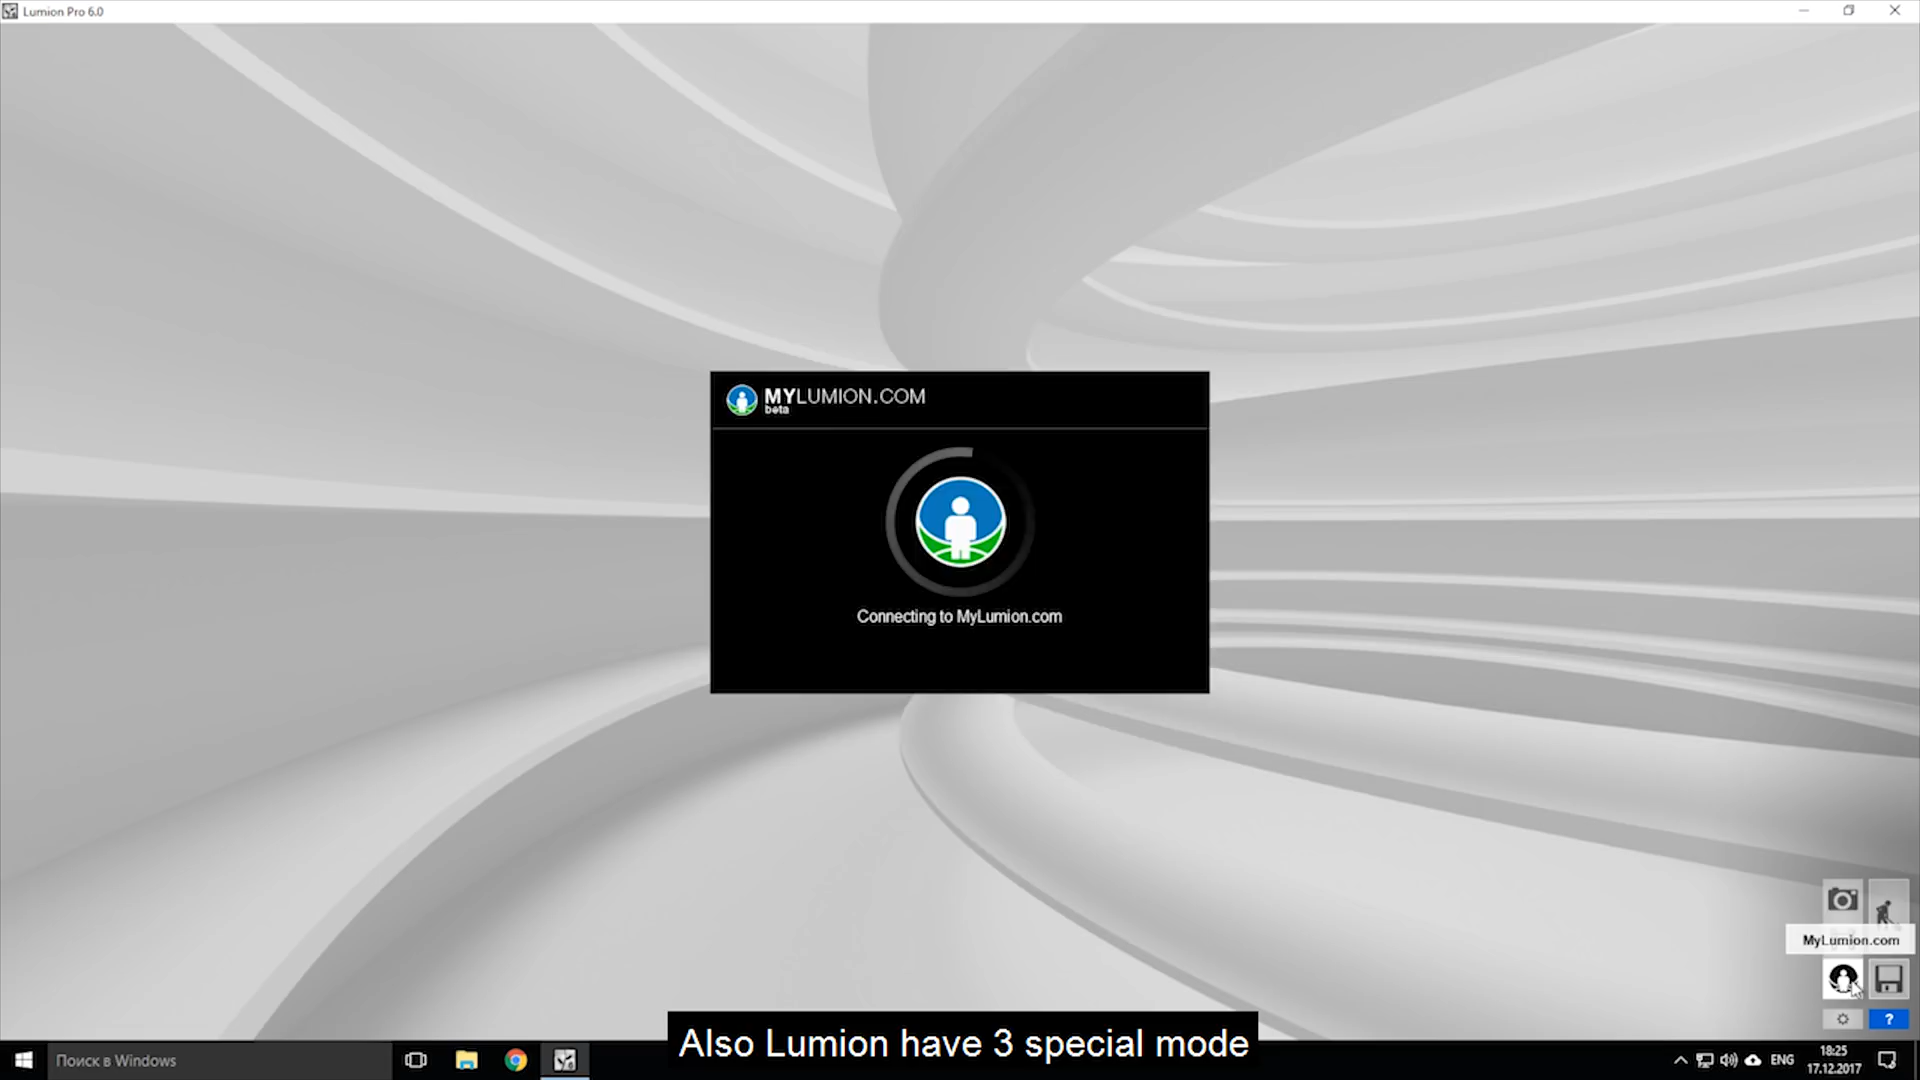 Lumion Pro 6.0
MYLUMION.COM
beta
Connecting to MyLumion.com
MyLumion.com
?
Also Lumion have 3 special mode
Поиск в Windows
ENG
18:25
17.12.2017